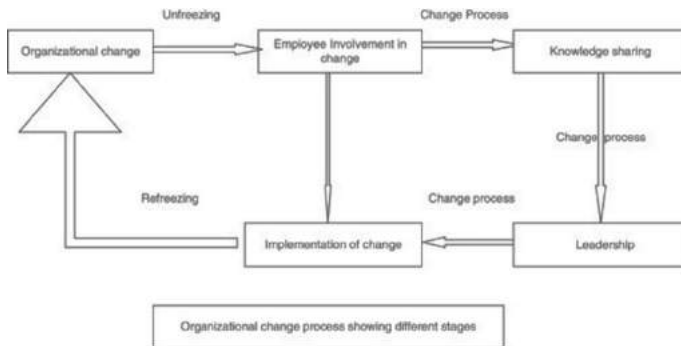 Unfreezing
Change Process
Organizational change
Employee Involvement in
change
Knowledge sharing
Change process
Refreezing
Change process
Implementation of change
Leadership
Organizational change process showing different stages